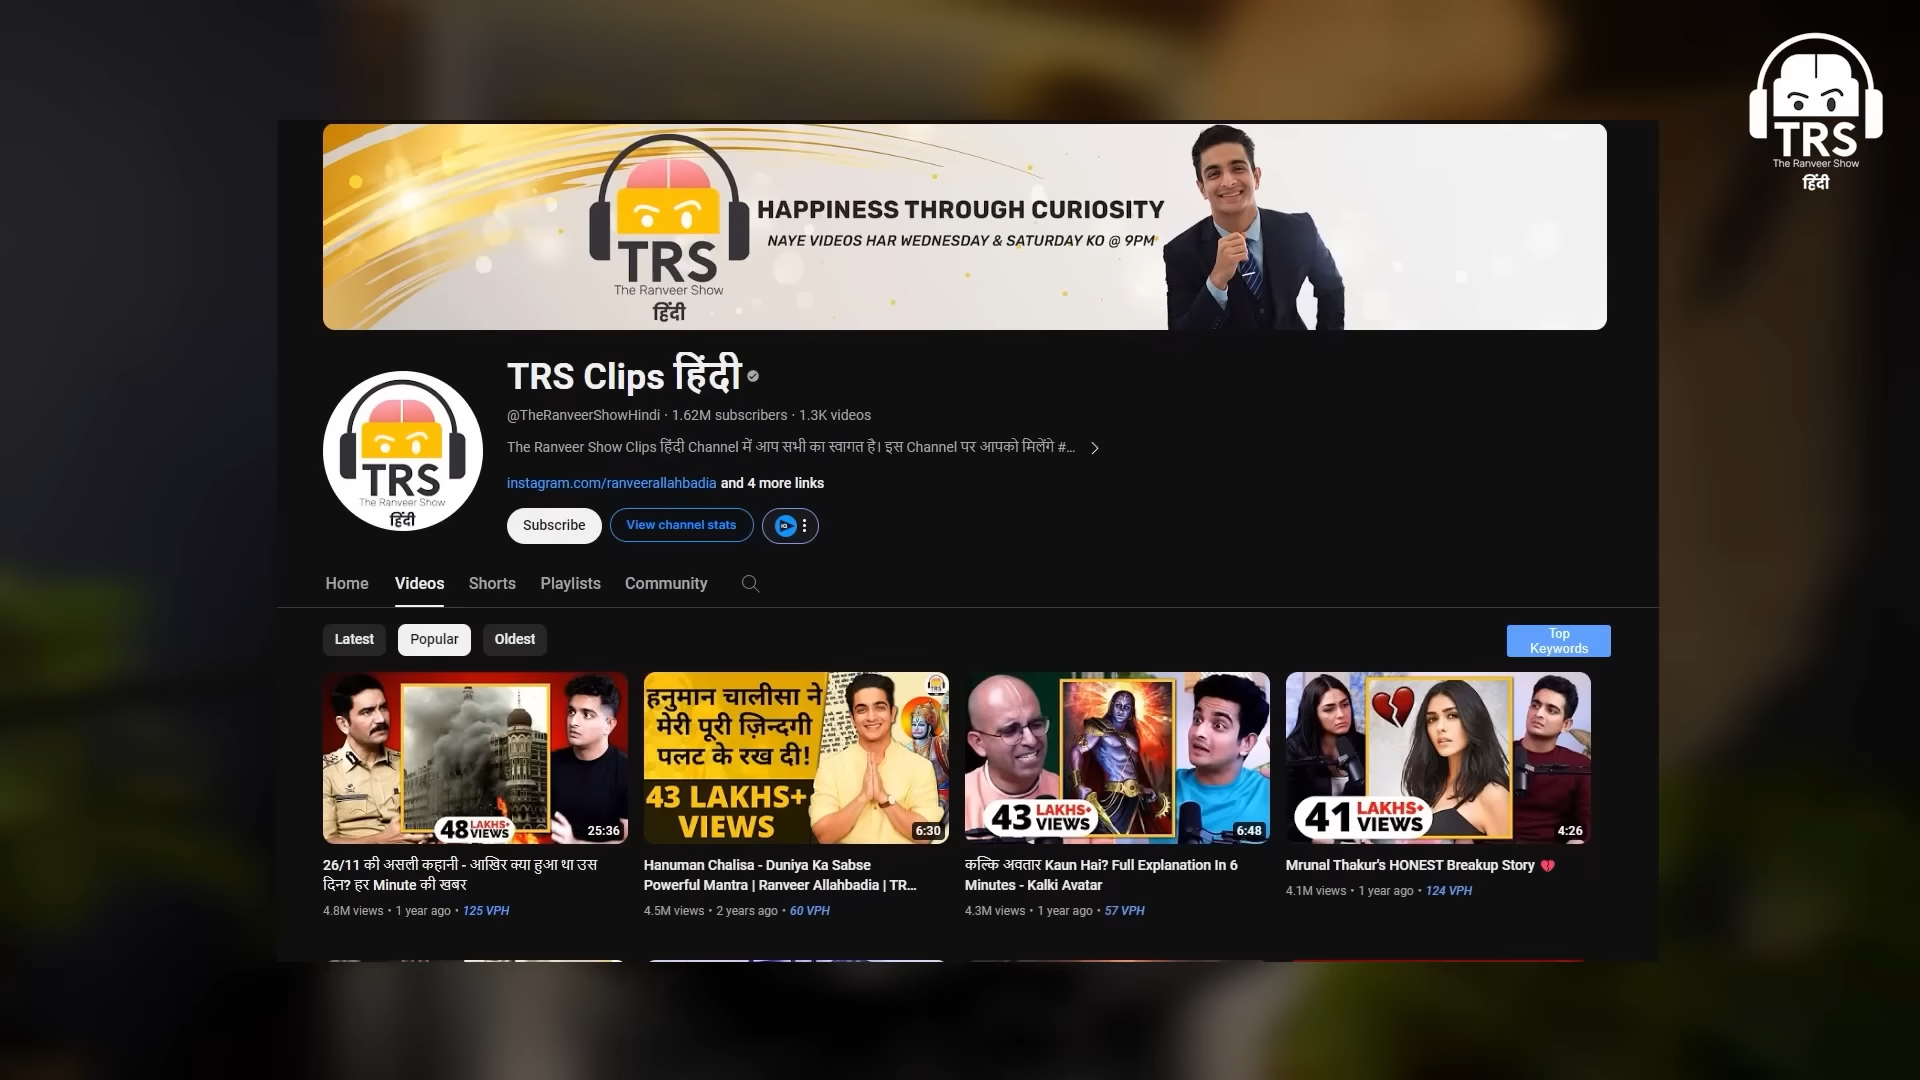 TRS
The Ranveer Show
हिंदी
TRS
The Ranveer Show
हिंदी
HAPPINESS THROUGH CURIOSITY
NAYE VIDEOS HAR WEDNESDAY & SATURDAY KO @ 9PM
TRS
The Ranveer Show
हिंदी
TRS Clips हिंदी
@TheRanveerShowHindi · 1.62M subscribers · 1.3K videos
The Ranveer Show Clips हिंदी Channel में आप सभी का स्वागत है। इस Channel पर आपको मिलेंगे #...
instagram.com/ranveerallahbadia and 4 more links
Subscribe
View channel stats
Home Videos Shorts Playlists Community
Latest Popular Oldest
Top
Keywords
48 LAKHS+
VIEWS
25:36
26/11 की असली कहानी - आखिर क्या हुआ था उस
दिन? हर Minute की खबर
4.8M views • 1 year ago • 125 VPH
हनुमान चालीसा ने
मेरी पूरी ज़िन्दगी
पलट के रख दी!
43 LAKHS+
VIEWS
6:30
Hanuman Chalisa - Duniya Ka Sabse
Powerful Mantra | Ranveer Allahbadia | TR...
4.5M views • 2 years ago • 60 VPH
43 LAKHS+
VIEWS
6:48
कल्कि अवतार Kaun Hai? Full Explanation In 6
Minutes - Kalki Avatar
4.3M views • 1 year ago • 57 VPH
41 LAKHS+
VIEWS
4:26
Mrunal Thakur's HONEST Breakup Story 💔
4.1M views • 1 year ago • 124 VPH